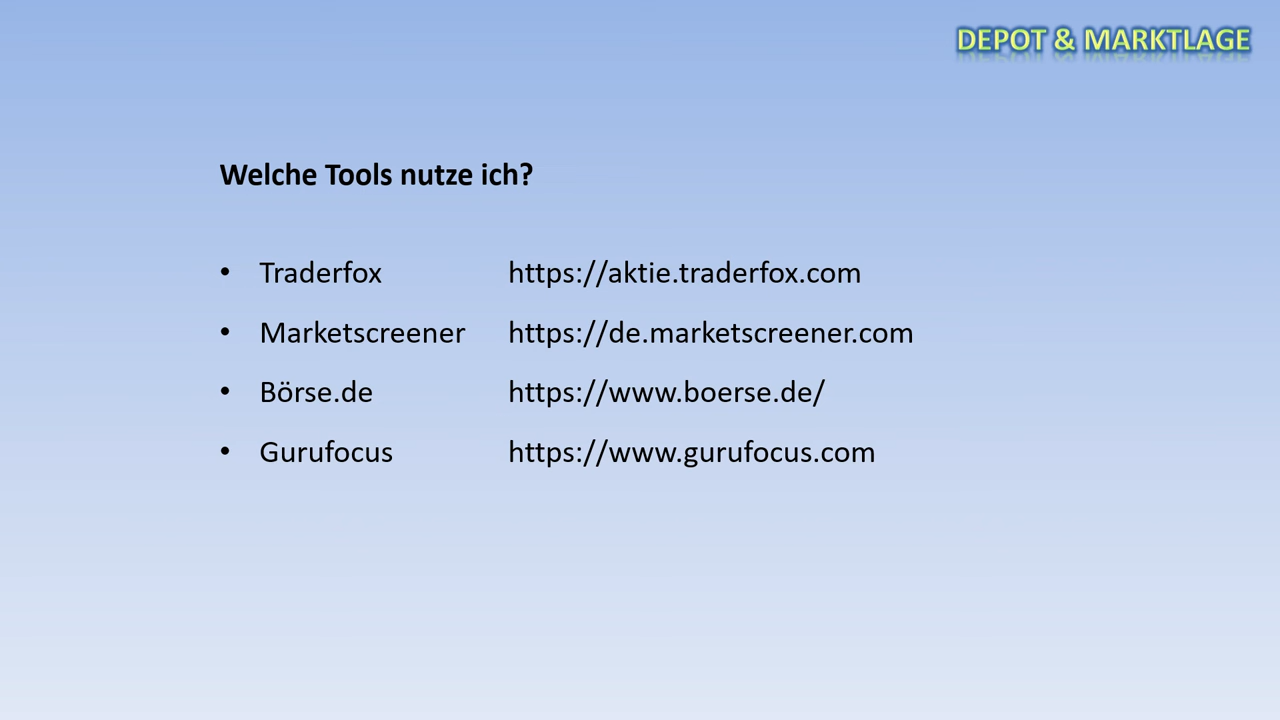 DEPOT & MARKTLAGE
Welche Tools nutze ich?
• Traderfox https://aktie.traderfox.com
• Marketscreener https://de.marketscreener.com
• Börse.de https://www.boerse.de/
• Gurufocus https://www.gurufocus.com